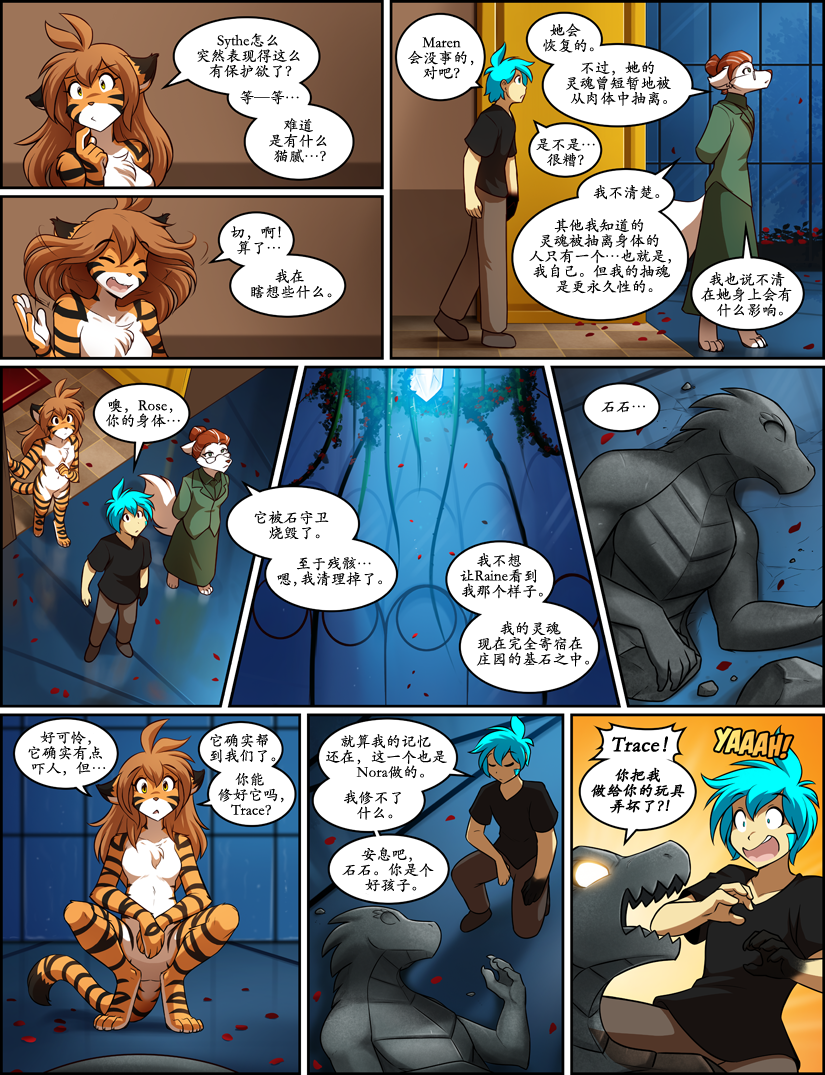 Sythe怎么
突然表现得这么
有保护欲了?
等—等…
难道
是有什么
猫腻…?
切，啊!
算了…
我在
瞎想些什么。
Maren
会没事的，
对吧?
她会
恢复的。
不过，她的
灵魂曾短暂地被
从肉体中抽离。
是不是…
很糟?
我不清楚。
其他我知道的
灵魂被抽离身体的
人只有一个…也就是，
我自己。但我的抽魂
是更永久性的。
我也说不清
在她身上会有
什么影响。
噢，Rose，
你的身体…
它被石守卫
烧毁了。
至于残骸…
嗯，我清理掉了。
我不想
让Raine看到
我那个样子。
我的灵魂
现在完全寄宿在
庄园的基石之中。
石石…
好可怜，
它确实有点
吓人，但…
它确实帮
到我们了。
你能
修好它吗，
Trace?
就算我的记忆
还在，这一个也是
Nora做的。
我修不了
什么。
安息吧，
石石。你是个
好孩子。
Trace!
你把我
做给你的玩具
弄坏了?!
YAAAH!